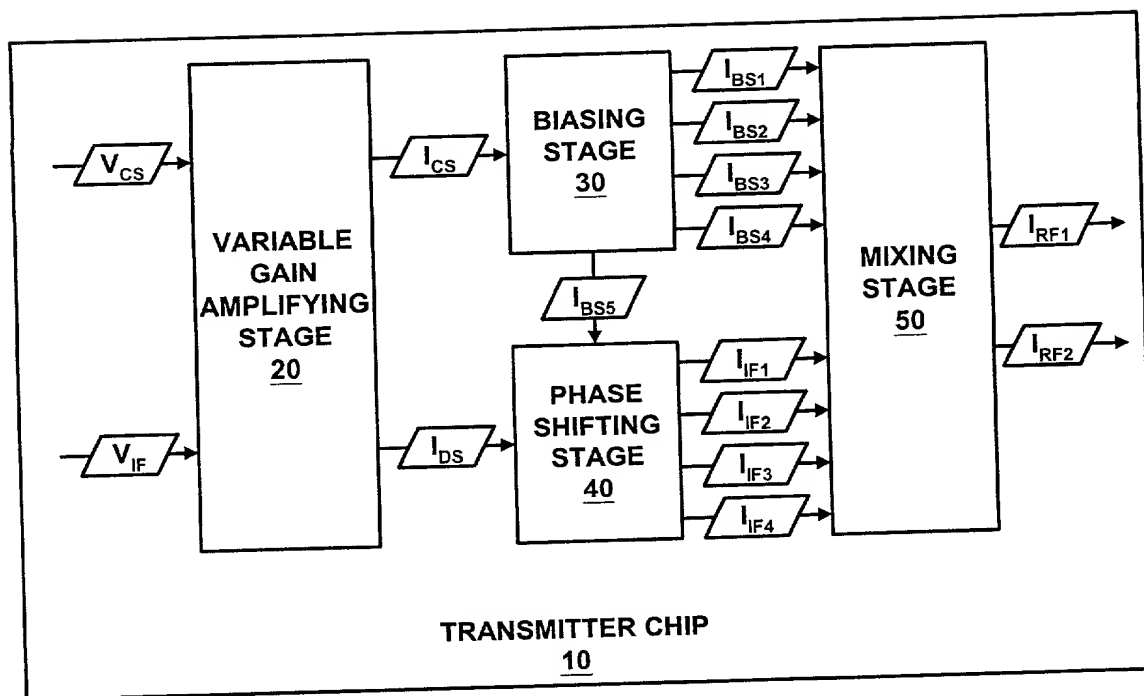 V_CS
V_IF
VARIABLE
GAIN
AMPLIFYING
STAGE
20
I_CS
I_DS
BIASING
STAGE
30
I_BS5
PHASE
SHIFTING
STAGE
40
I_BS1
I_BS2
I_BS3
I_BS4
I_IF1
I_IF2
I_IF3
I_IF4
MIXING
STAGE
50
I_RF1
I_RF2
TRANSMITTER CHIP
10